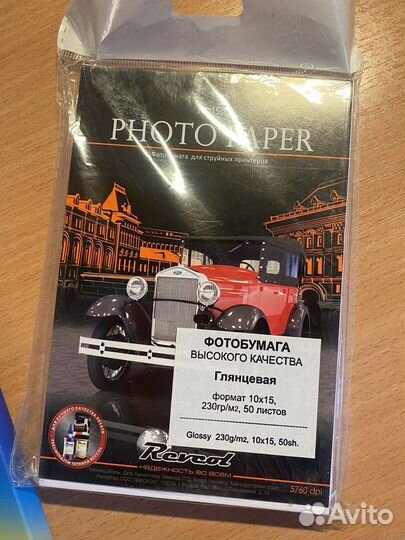 PHOTO PAPER
Фотобумага для струйных принтеров
ФОТОБУМАГА
ВЫСОКОГО КАЧЕСТВА
Глянцевая
формат 10х15,
230гр/м2, 50 листов
Glossy 230g/m2, 10x15, 50sh.
Revcol
надежность во всем
5760 dpi
Avito